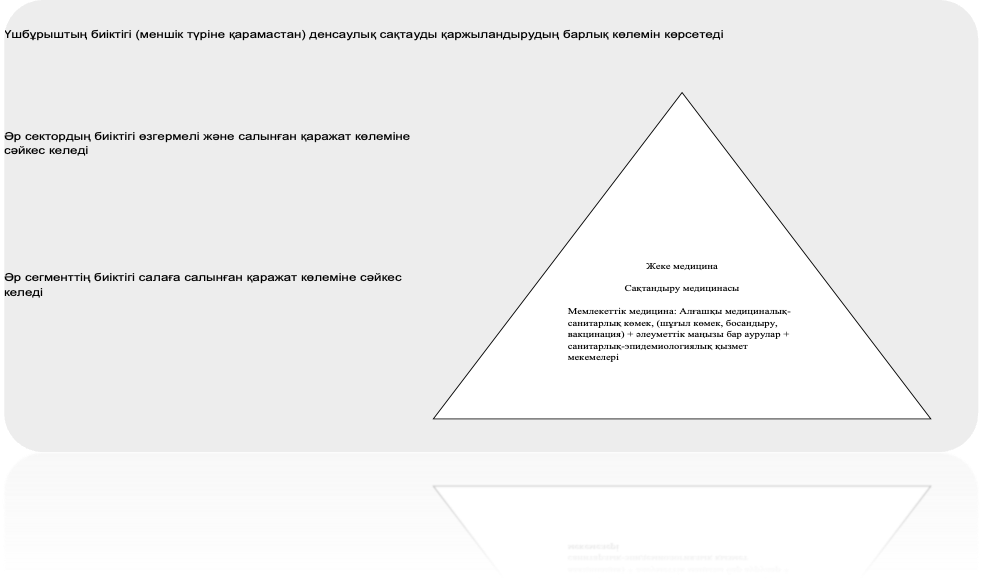 Үшбұрыштың биіктігі (меншік түріне қарамастан) денсаулық сақтауды қаржыландырудың барлық көлемін көрсетеді
Әр сектордың биіктігі өзгермелі және салынған қаражат көлеміне
сәйкес келеді
Әр сегменттің биіктігі салаға салынған қаражат көлеміне сәйкес
келеді
Жеке медицина
Сақтандыру медицинасы
Мемлекеттік медицина: Алғашқы медициналық-
санитарлық көмек, (шұғыл көмек, босандыру,
вакцинация) + әлеуметтік маңызы бар аурулар +
санитарлық-эпидемиологиялық қызмет
мекемелері